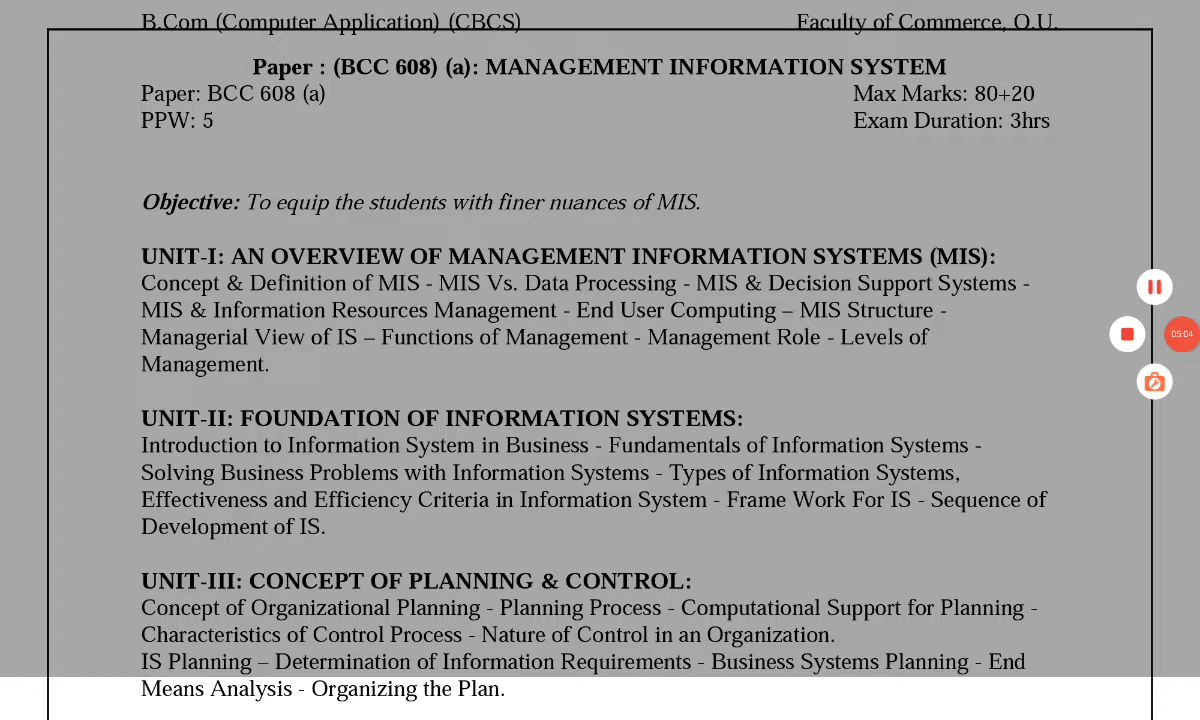 B.Com (Computer Application) (CBCS) Faculty of Commerce, O.U.
Paper : (BCC 608) (a): MANAGEMENT INFORMATION SYSTEM
Paper: BCC 608 (a) Max Marks: 80+20
PPW: 5 Exam Duration: 3hrs
Objective: To equip the students with finer nuances of MIS.
UNIT-I: AN OVERVIEW OF MANAGEMENT INFORMATION SYSTEMS (MIS):
Concept & Definition of MIS - MIS Vs. Data Processing - MIS & Decision Support Systems -
MIS & Information Resources Management - End User Computing – MIS Structure -
Managerial View of IS – Functions of Management - Management Role - Levels of
Management.
UNIT-II: FOUNDATION OF INFORMATION SYSTEMS:
Introduction to Information System in Business - Fundamentals of Information Systems -
Solving Business Problems with Information Systems - Types of Information Systems,
Effectiveness and Efficiency Criteria in Information System - Frame Work For IS - Sequence of
Development of IS.
UNIT-III: CONCEPT OF PLANNING & CONTROL:
Concept of Organizational Planning - Planning Process - Computational Support for Planning -
Characteristics of Control Process - Nature of Control in an Organization.
IS Planning – Determination of Information Requirements - Business Systems Planning - End
Means Analysis - Organizing the Plan.
05:04